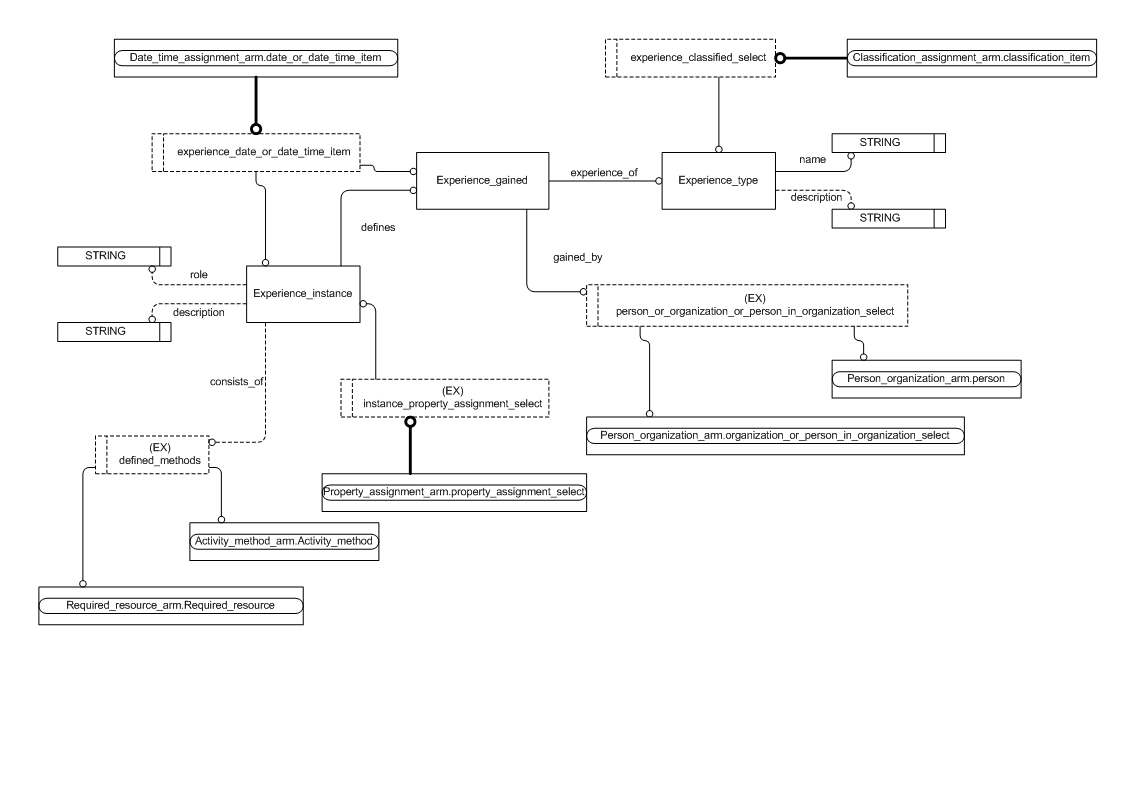 Date_time_assignment_arm.date_or_date_time_item
experience_classified_select
Classification_assignment_arm.classification_item
experience_date_or_date_time_item
Experience_gained
experience_of
Experience_type
name
STRING
description
STRING
defines
gained_by
STRING
role
Experience_instance
description
STRING
(EX)
person_or_organization_or_person_in_organization_select
consists_of
(EX)
instance_property_assignment_select
Person_organization_arm.person
Person_organization_arm.organization_or_person_in_organization_select
(EX)
defined_methods
Property_assignment_arm.property_assignment_select
Activity_method_arm.Activity_method
Required_resource_arm.Required_resource